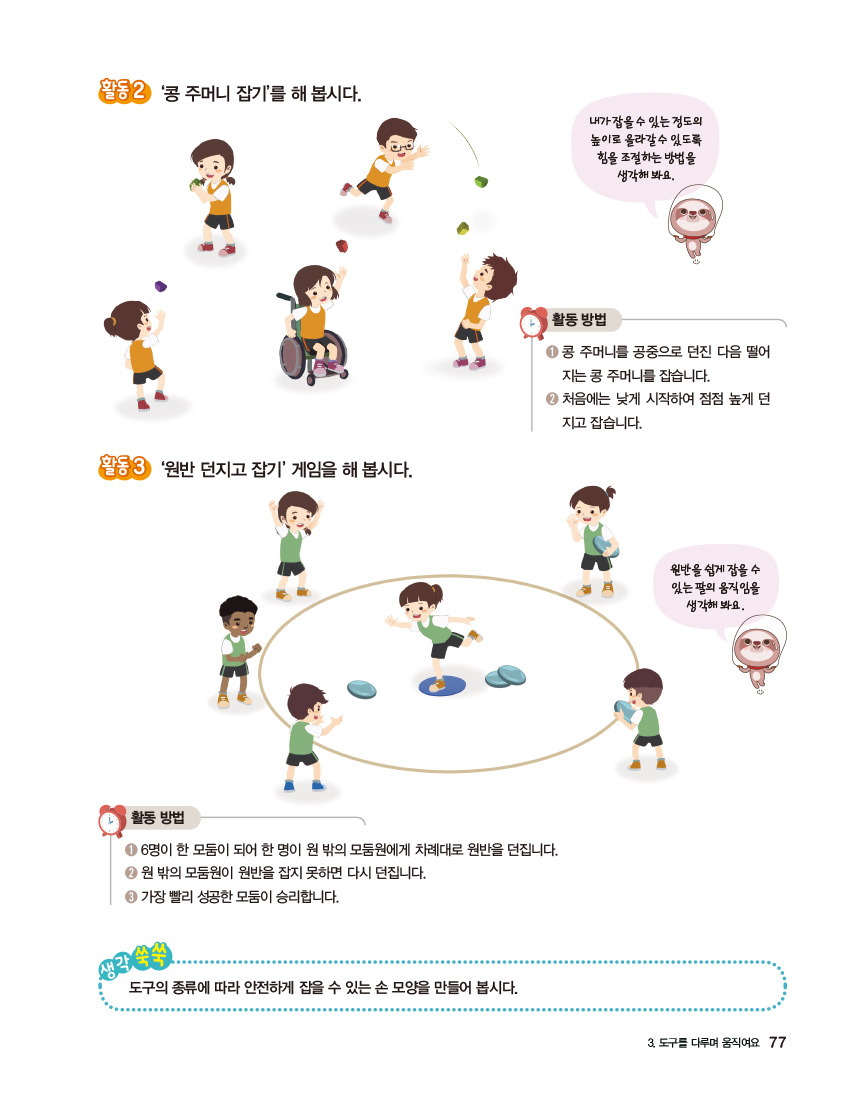 활동 2 '콩 주머니 잡기'를 해 봅시다.
내가 잡을 수 있는 정도의
높이로 올라갈 수 있도록
힘을 조절하는 방법을
생각해 봐요.
활동 방법
❶ 콩 주머니를 공중으로 던진 다음 떨어
지는 콩 주머니를 잡습니다.
❷ 처음에는 낮게 시작하여 점점 높게 던
지고 잡습니다.
활동 3 '원반 던지고 잡기' 게임을 해 봅시다.
원반을 쉽게 잡을 수
있는 팔의 움직임을
생각해 봐요.
활동 방법
❶ 6명이 한 모둠이 되어 한 명이 원 밖의 모둠원에게 차례대로 원반을 던집니다.
❷ 원 밖의 모둠원이 원반을 잡지 못하면 다시 던집니다.
❸ 가장 빨리 성공한 모둠이 승리합니다.
생각 쑥쑥
도구의 종류에 따라 안전하게 잡을 수 있는 손 모양을 만들어 봅시다.
3. 도구를 다루며 움직여요 77